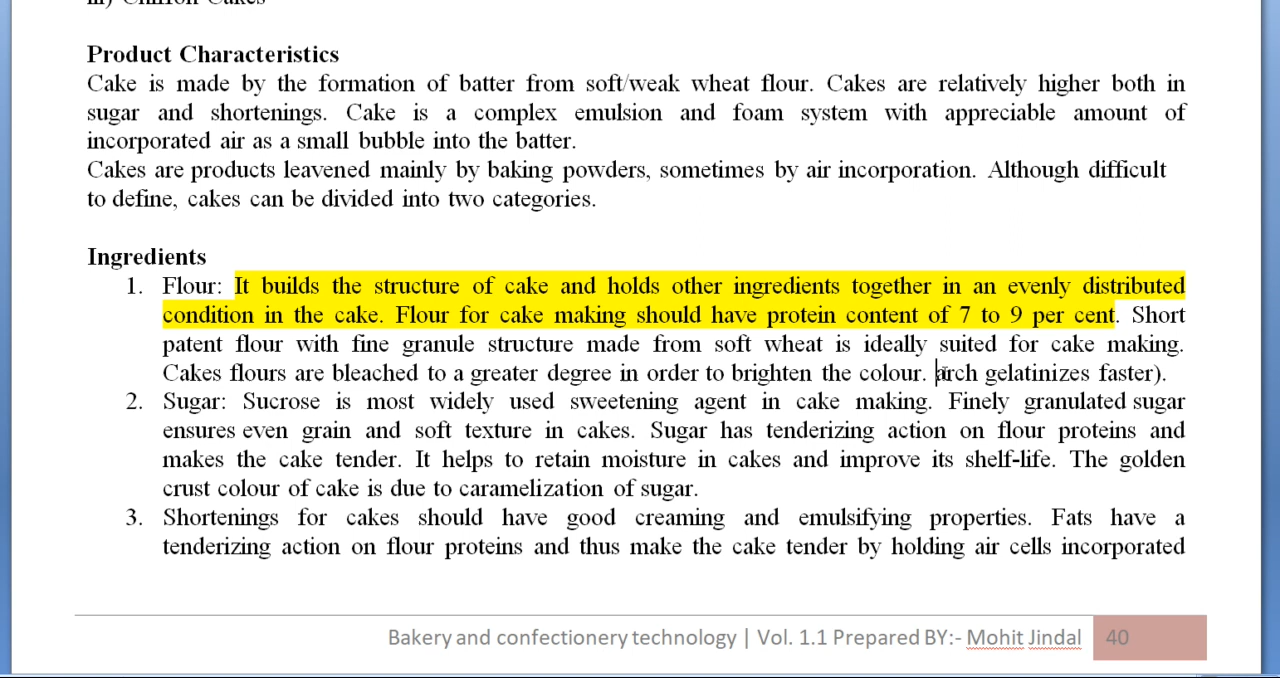 iii) Chiffon Cakes
Product Characteristics
Cake is made by the formation of batter from soft/weak wheat flour. Cakes are relatively higher both in
sugar and shortenings. Cake is a complex emulsion and foam system with appreciable amount of
incorporated air as a small bubble into the batter.
Cakes are products leavened mainly by baking powders, sometimes by air incorporation. Although difficult
to define, cakes can be divided into two categories.
Ingredients
1. Flour: It builds the structure of cake and holds other ingredients together in an evenly distributed
condition in the cake. Flour for cake making should have protein content of 7 to 9 per cent. Short
patent flour with fine granule structure made from soft wheat is ideally suited for cake making.
Cakes flours are bleached to a greater degree in order to brighten the colour. arch gelatinizes faster).
2. Sugar: Sucrose is most widely used sweetening agent in cake making. Finely granulated sugar
ensures even grain and soft texture in cakes. Sugar has tenderizing action on flour proteins and
makes the cake tender. It helps to retain moisture in cakes and improve its shelf-life. The golden
crust colour of cake is due to caramelization of sugar.
3. Shortenings for cakes should have good creaming and emulsifying properties. Fats have a
tenderizing action on flour proteins and thus make the cake tender by holding air cells incorporated
Bakery and confectionery technology | Vol. 1.1 Prepared BY:- Mohit Jindal 40